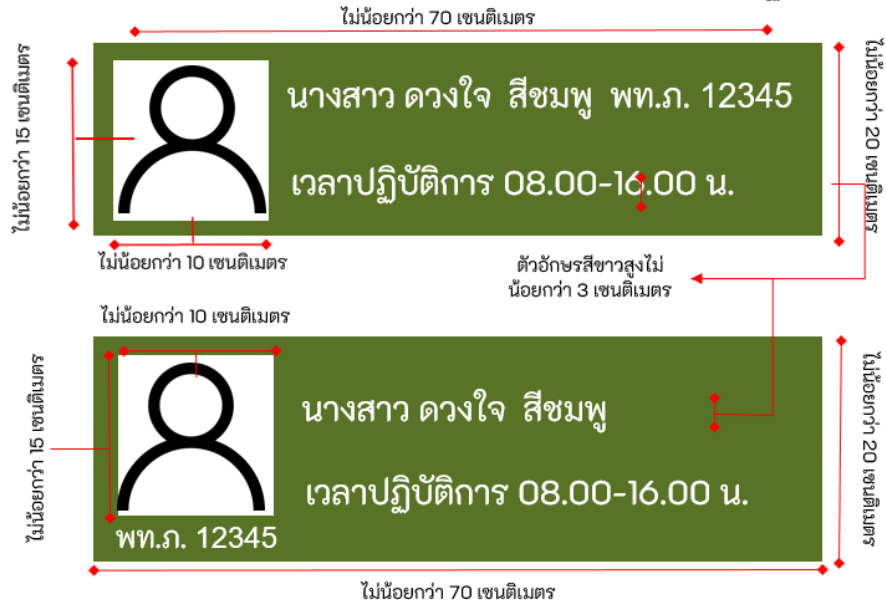 ไม่น้อยกว่า 70 เซนติเมตร
ไม่น้อยกว่า 15 เซนติเมตร
นางสาว ดวงใจ สีชมพู พท.ภ. 12345
เวลาปฏิบัติการ 08.00-16.00 น.
ไม่น้อยกว่า 20 เซนติเมตร
ไม่น้อยกว่า 10 เซนติเมตร
ตัวอักษรสีขาวสูงไม่
น้อยกว่า 3 เซนติเมตร
ไม่น้อยกว่า 10 เซนติเมตร
ไม่น้อยกว่า 15 เซนติเมตร
นางสาว ดวงใจ สีชมพู
เวลาปฏิบัติการ 08.00-16.00 น.
พท.ภ. 12345
ไม่น้อยกว่า 20 เซนติเมตร
ไม่น้อยกว่า 70 เซนติเมตร